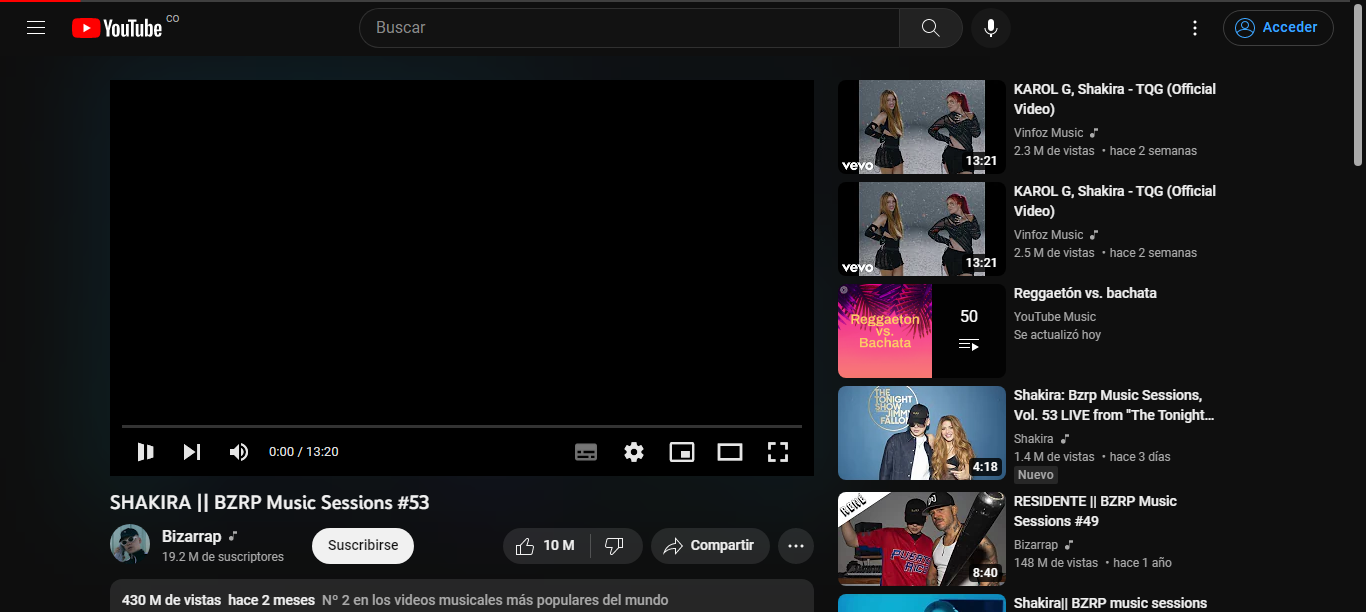 YouTube CO
Buscar
Acceder
0:00 / 13:20
SHAKIRA || BZRP Music Sessions #53
Bizarrap
19.2 M de suscriptores
Suscribirse
10 M
Compartir
430 M de vistas hace 2 meses Nº 2 en los videos musicales más populares del mundo
vevo
13:21
KAROL G, Shakira - TQG (Official
Video)
Vinfoz Music
2.3 M de vistas • hace 2 semanas
vevo
13:21
KAROL G, Shakira - TQG (Official
Video)
Vinfoz Music
2.5 M de vistas • hace 2 semanas
Reggaeton
vs.
Bachata
50
Reggaetón vs. bachata
YouTube Music
Se actualizó hoy
THE
TONIGHT
SHOW
JIMMY
FALLON
4:18
Shakira: Bzrp Music Sessions,
Vol. 53 LIVE from "The Tonight...
Shakira
1.4 M de vistas • hace 3 días
Nuevo
PUERTO
RICO
8:40
RESIDENTE || BZRP Music
Sessions #49
Bizarrap
148 M de vistas • hace 1 año
Shakira|| BZRP music sessions